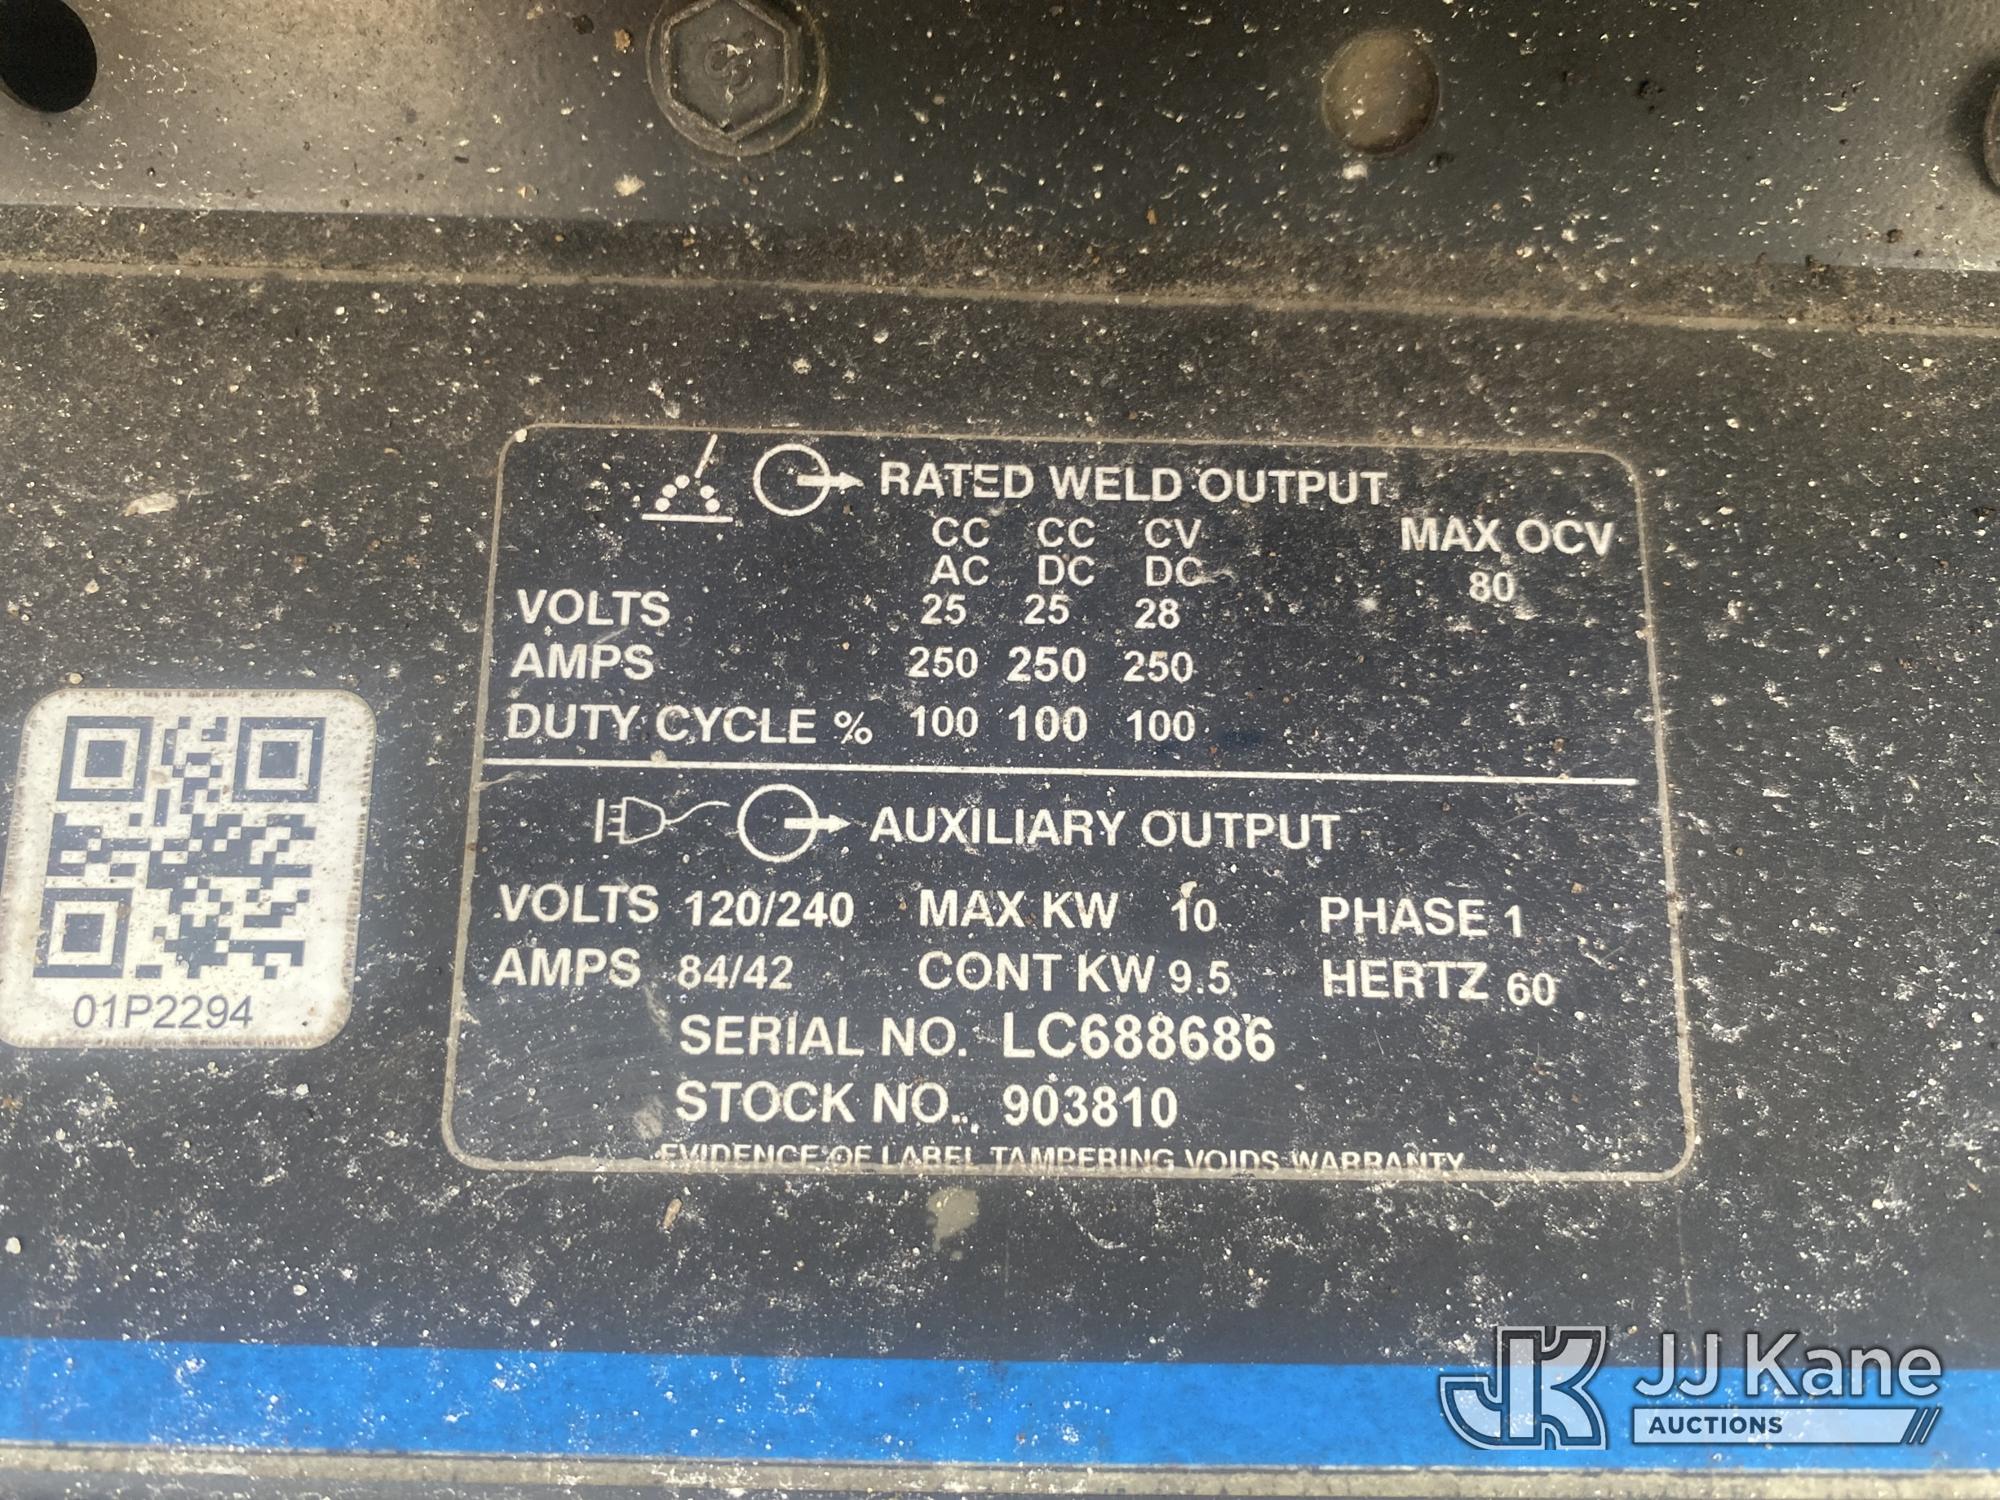 RATED WELD OUTPUT
CC CC CV MAX OCV
AC DC DC 80
VOLTS 25 25 28
AMPS 250 250 250
DUTY CYCLE % 100 100 100
AUXILIARY OUTPUT
VOLTS 120/240 MAX KW 10 PHASE 1
AMPS 84/42 CONT KW 9.5 HERTZ 60
SERIAL NO. LC688686
STOCK NO. 903810
EVIDENCE OF LABEL TAMPERING VOIDS WARRANTY
01P2294
JK JJ Kane
AUCTIONS